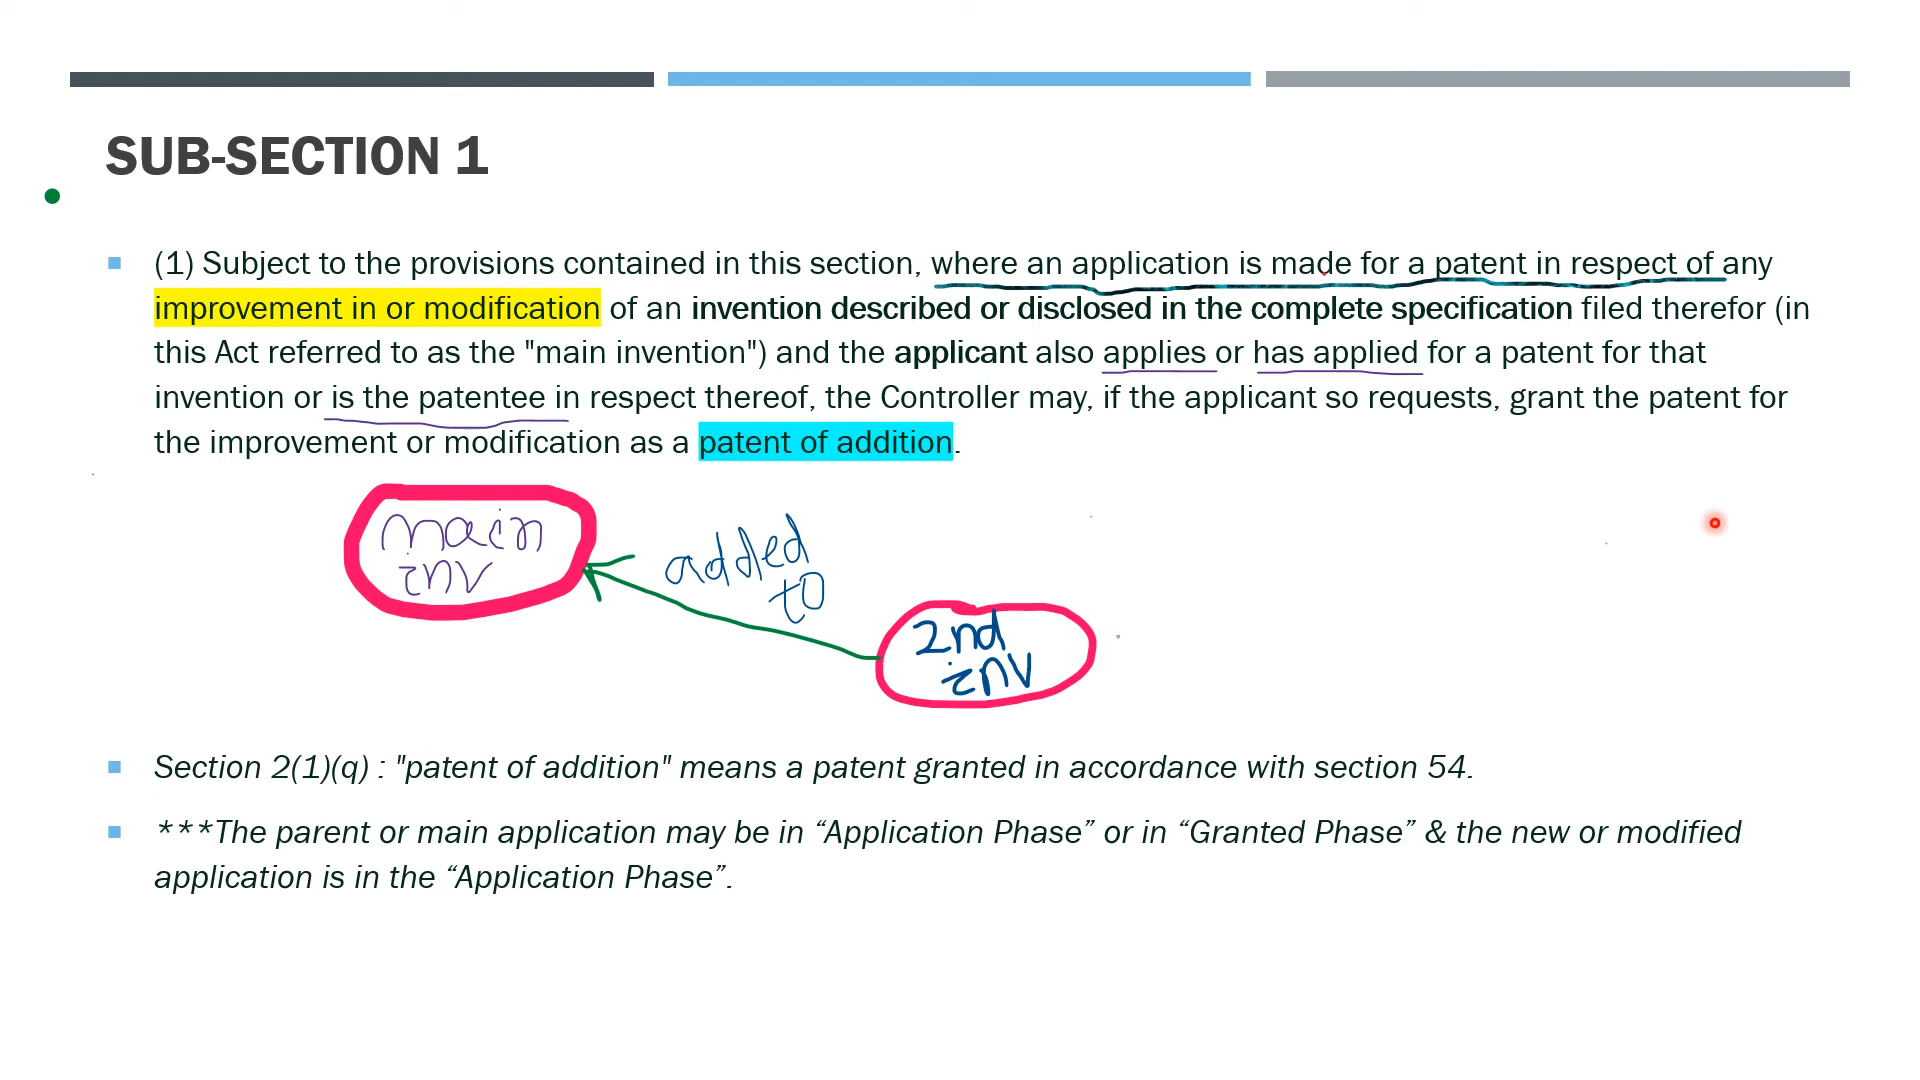 SUB-SECTION 1
(1) Subject to the provisions contained in this section, where an application is made for a patent in respect of any
improvement in or modification of an invention described or disclosed in the complete specification filed therefor (in
this Act referred to as the "main invention") and the applicant also applies or has applied for a patent for that
invention or is the patentee in respect thereof, the Controller may, if the applicant so requests, grant the patent for
the improvement or modification as a patent of addition.
main
inv
added
to
2nd
inv
Section 2(1)(q) : "patent of addition" means a patent granted in accordance with section 54.
***The parent or main application may be in “Application Phase” or in “Granted Phase” & the new or modified
application is in the “Application Phase”.